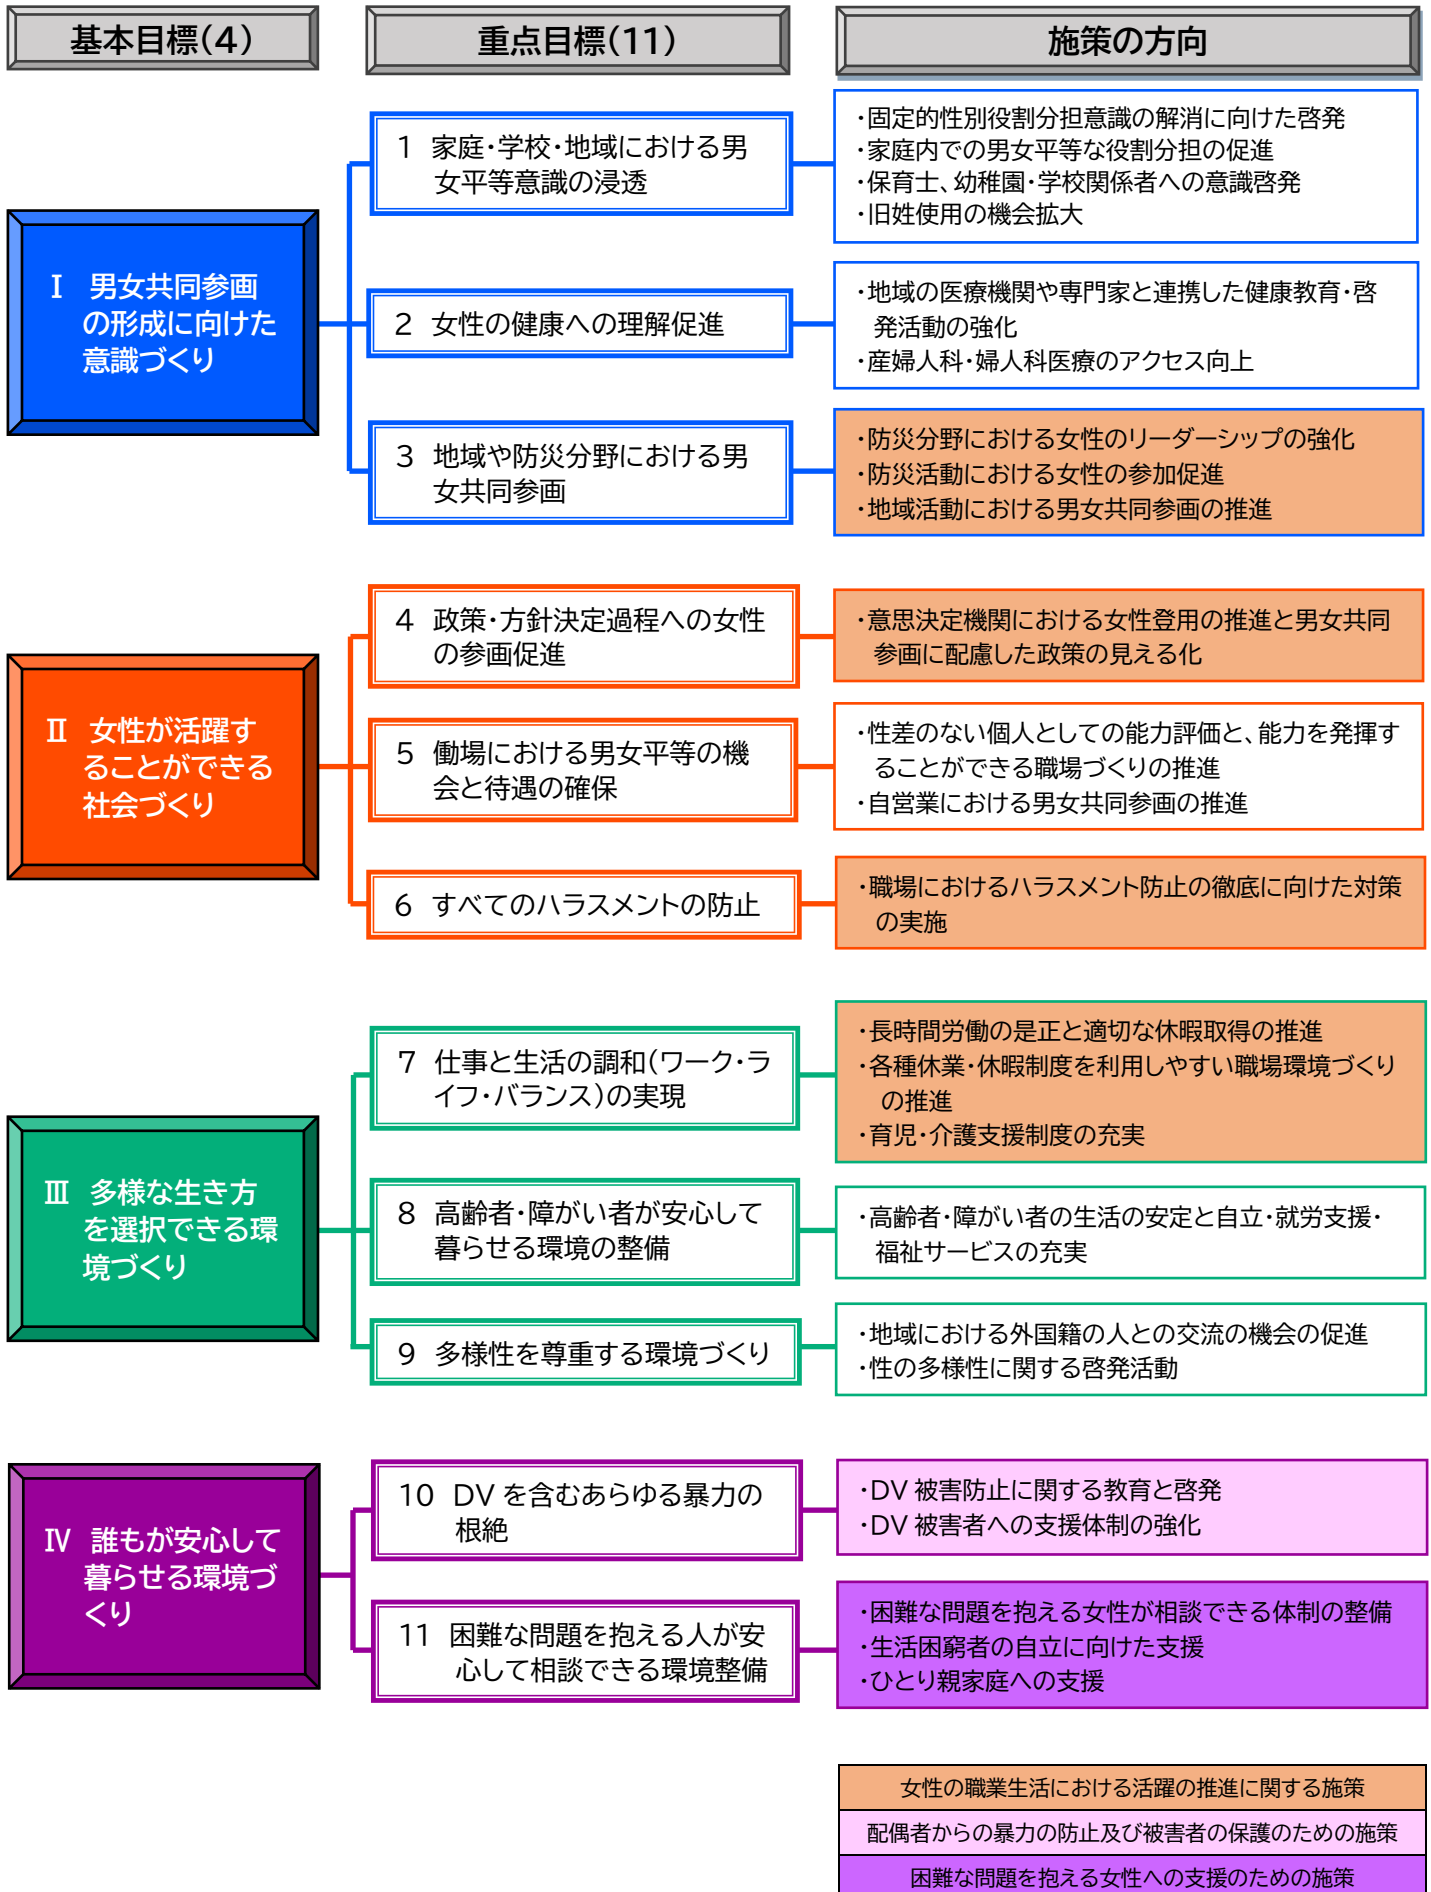 基本目標（4）
重点目標（11）
施策の方向
Ⅰ 男女共同参画
の形成に向けた
意識づくり
1 家庭・学校・地域における男
女平等意識の浸透
・固定的性別役割分担意識の解消に向けた啓発
・家庭内での男女平等な役割分担の促進
・保育士、幼稚園・学校関係者への意識啓発
・旧姓使用の機会拡大
2 女性の健康への理解促進
・地域の医療機関や専門家と連携した健康教育・啓
発活動の強化
・産婦人科・婦人科医療のアクセス向上
3 地域や防災分野における男
女共同参画
・防災分野における女性のリーダーシップの強化
・防災活動における女性の参加促進
・地域活動における男女共同参画の推進
Ⅱ 女性が活躍す
ることができる
社会づくり
4 政策・方針決定過程への女性
の参画促進
・意思決定機関における女性登用の推進と男女共同
参画に配慮した政策の見える化
5 働場における男女平等の機
会と待遇の確保
・性差のない個人としての能力評価と、能力を発揮す
ることができる職場づくりの推進
・自営業における男女共同参画の推進
6 すべてのハラスメントの防止
・職場におけるハラスメント防止の徹底に向けた対策
の実施
Ⅲ 多様な生き方
を選択できる環
境づくり
7 仕事と生活の調和（ワーク・ラ
イフ・バランス）の実現
・長時間労働の是正と適切な休暇取得の推進
・各種休業・休暇制度を利用しやすい職場環境づくり
の推進
・育児・介護支援制度の充実
8 高齢者・障がい者が安心して
暮らせる環境の整備
・高齢者・障がい者の生活の安定と自立・就労支援・
福祉サービスの充実
9 多様性を尊重する環境づくり
・地域における外国籍の人との交流の機会の促進
・性の多様性に関する啓発活動
Ⅳ 誰もが安心して
暮らせる環境づ
くり
10 DV を含むあらゆる暴力の
根絶
・DV 被害防止に関する教育と啓発
・DV 被害者への支援体制の強化
11 困難な問題を抱える人が安
心して相談できる環境整備
・困難な問題を抱える女性が相談できる体制の整備
・生活困窮者の自立に向けた支援
・ひとり親家庭への支援
女性の職業生活における活躍の推進に関する施策
配偶者からの暴力の防止及び被害者の保護のための施策
困難な問題を抱える女性への支援のための施策